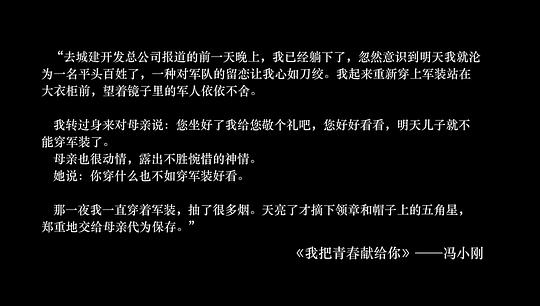 “去城建开发总公司报道的前一天晚上，我已经躺下了，忽然意识到明天我就沦
为一名平头百姓了，一种对军队的留恋让我心如刀绞。我起来重新穿上军装站在
大衣柜前，望着镜子里的军人依依不舍。
我转过身来对母亲说：您坐好了我给您敬个礼吧，您好好看看，明天儿子就不
能穿军装了。
母亲也很动情，露出不胜惋惜的神情。
她说：你穿什么也不如穿军装好看。
那一夜我一直穿着军装，抽了很多烟。天亮了才摘下领章和帽子上的五角星，
郑重地交给母亲代为保存。”
《我把青春献给你》——冯小刚